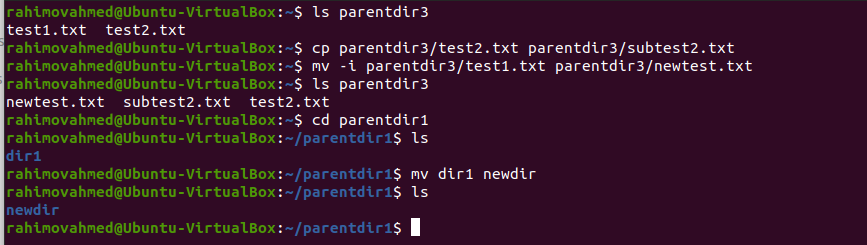 rahimovahmed@Ubuntu-VirtualBox:~$ ls parentdir3
test1.txt  test2.txt
rahimovahmed@Ubuntu-VirtualBox:~$ cp parentdir3/test2.txt parentdir3/subtest2.txt
rahimovahmed@Ubuntu-VirtualBox:~$ mv -i parentdir3/test1.txt parentdir3/newtest.txt
rahimovahmed@Ubuntu-VirtualBox:~$ ls parentdir3
newtest.txt  subtest2.txt  test2.txt
rahimovahmed@Ubuntu-VirtualBox:~$ cd parentdir1
rahimovahmed@Ubuntu-VirtualBox:~/parentdir1$ ls
dir1
rahimovahmed@Ubuntu-VirtualBox:~/parentdir1$ mv dir1 newdir
rahimovahmed@Ubuntu-VirtualBox:~/parentdir1$ ls
newdir
rahimovahmed@Ubuntu-VirtualBox:~/parentdir1$